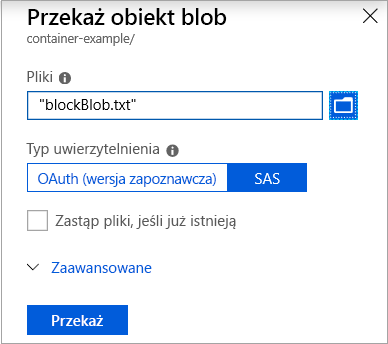 Przekaż obiekt blob
container-example/
Pliki
"blockBlob.txt"
Typ uwierzytelnienia
OAuth (wersja zapoznawcza) SAS
Zastąp pliki, jeśli już istnieją
Zaawansowane
Przekaż